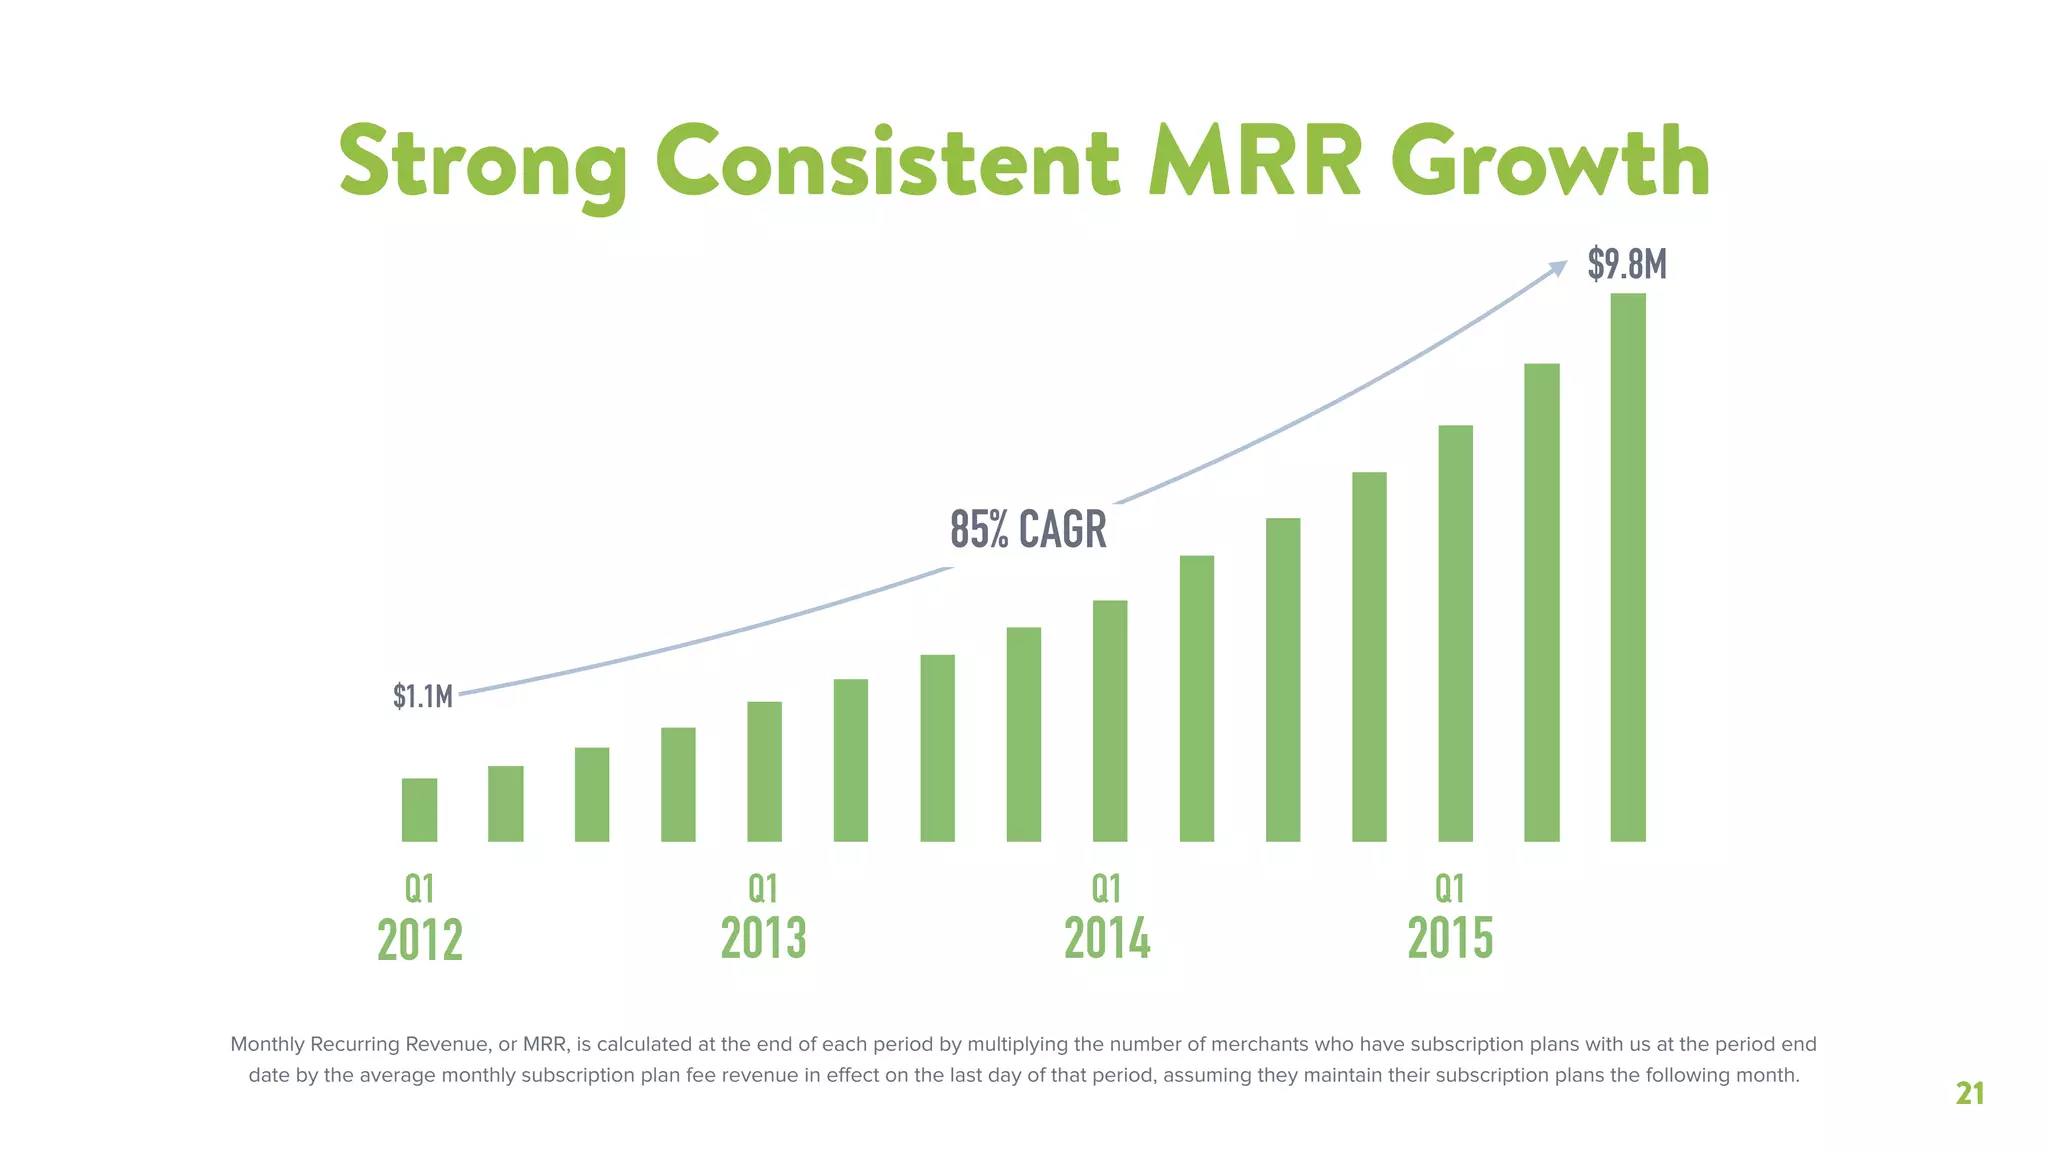 Strong Consistent MRR Growth
$9.8M
85% CAGR
$1.1M
Q1 Q1 Q1 Q1
2012 2013 2014 2015
Monthly Recurring Revenue, or MRR, is calculated at the end of each period by multiplying the number of merchants who have subscription plans with us at the period end
date by the average monthly subscription plan fee revenue in effect on the last day of that period, assuming they maintain their subscription plans the following month.
21